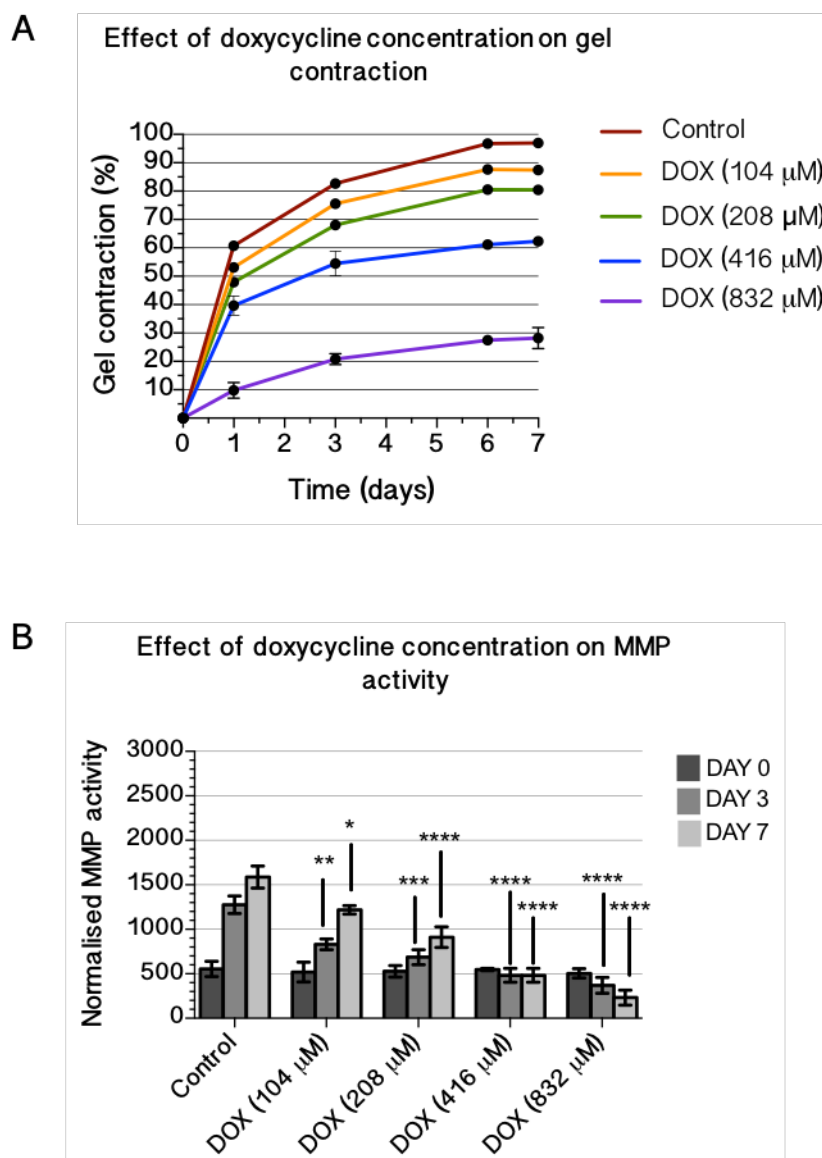 A
Effect of doxycycline concentration on gel
contraction
Gel contraction (%)
100
90
80
70
60
50
40
30
20
10
0 1 2 3 4 5 6 7
Time (days)
Control
DOX (104 μM)
DOX (208 μM)
DOX (416 μM)
DOX (832 μM)
B
Effect of doxycycline concentration on MMP
activity
Normalised MMP activity
3000
2500
2000
1500
1000
500
0
** * *** **** **** **** **** ****
Control
DOX (104 μM)
DOX (208 μM)
DOX (416 μM)
DOX (832 μM)
DAY 0
DAY 3
DAY 7